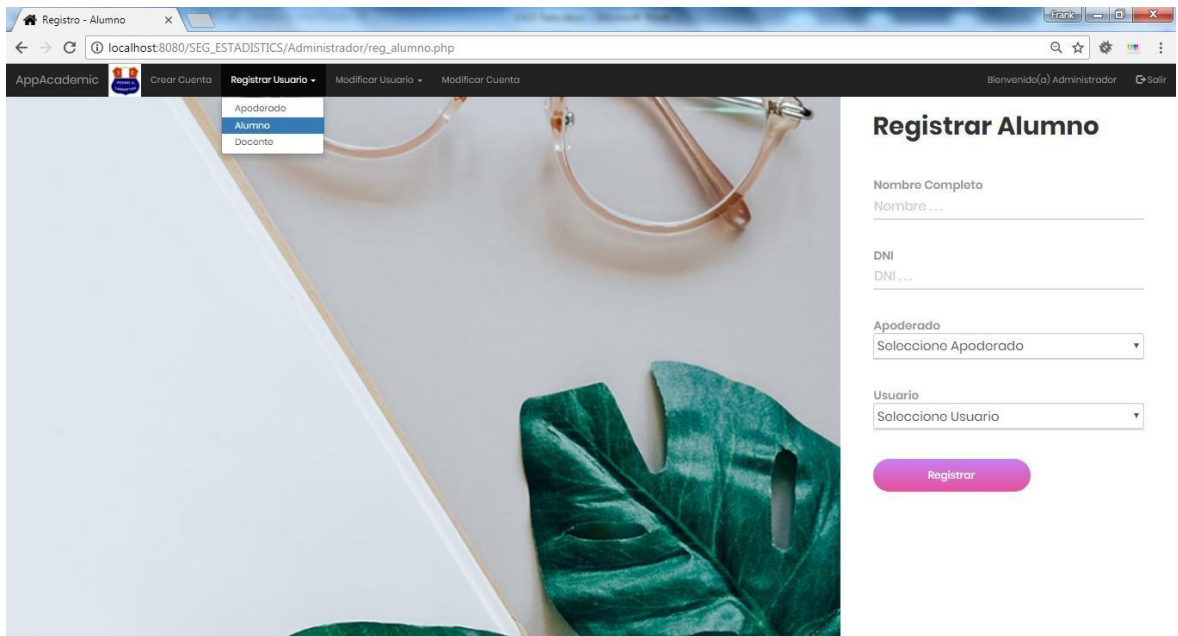 Registro - Alumno
Frank
localhost:8080/SEG_ESTADISTICS/Administrador/reg_alumno.php
AppAcademic Crear Cuenta Registrar Usuario Modificar Usuario Modificar Cuenta Bienvenido(a) Administrador Salir
Apoderado
Alumno
Docente
Registrar Alumno
Nombre Completo
Nombre . . .
DNI
DNI . . .
Apoderado
Seleccione Apoderado
Usuario
Seleccione Usuario
Registrar